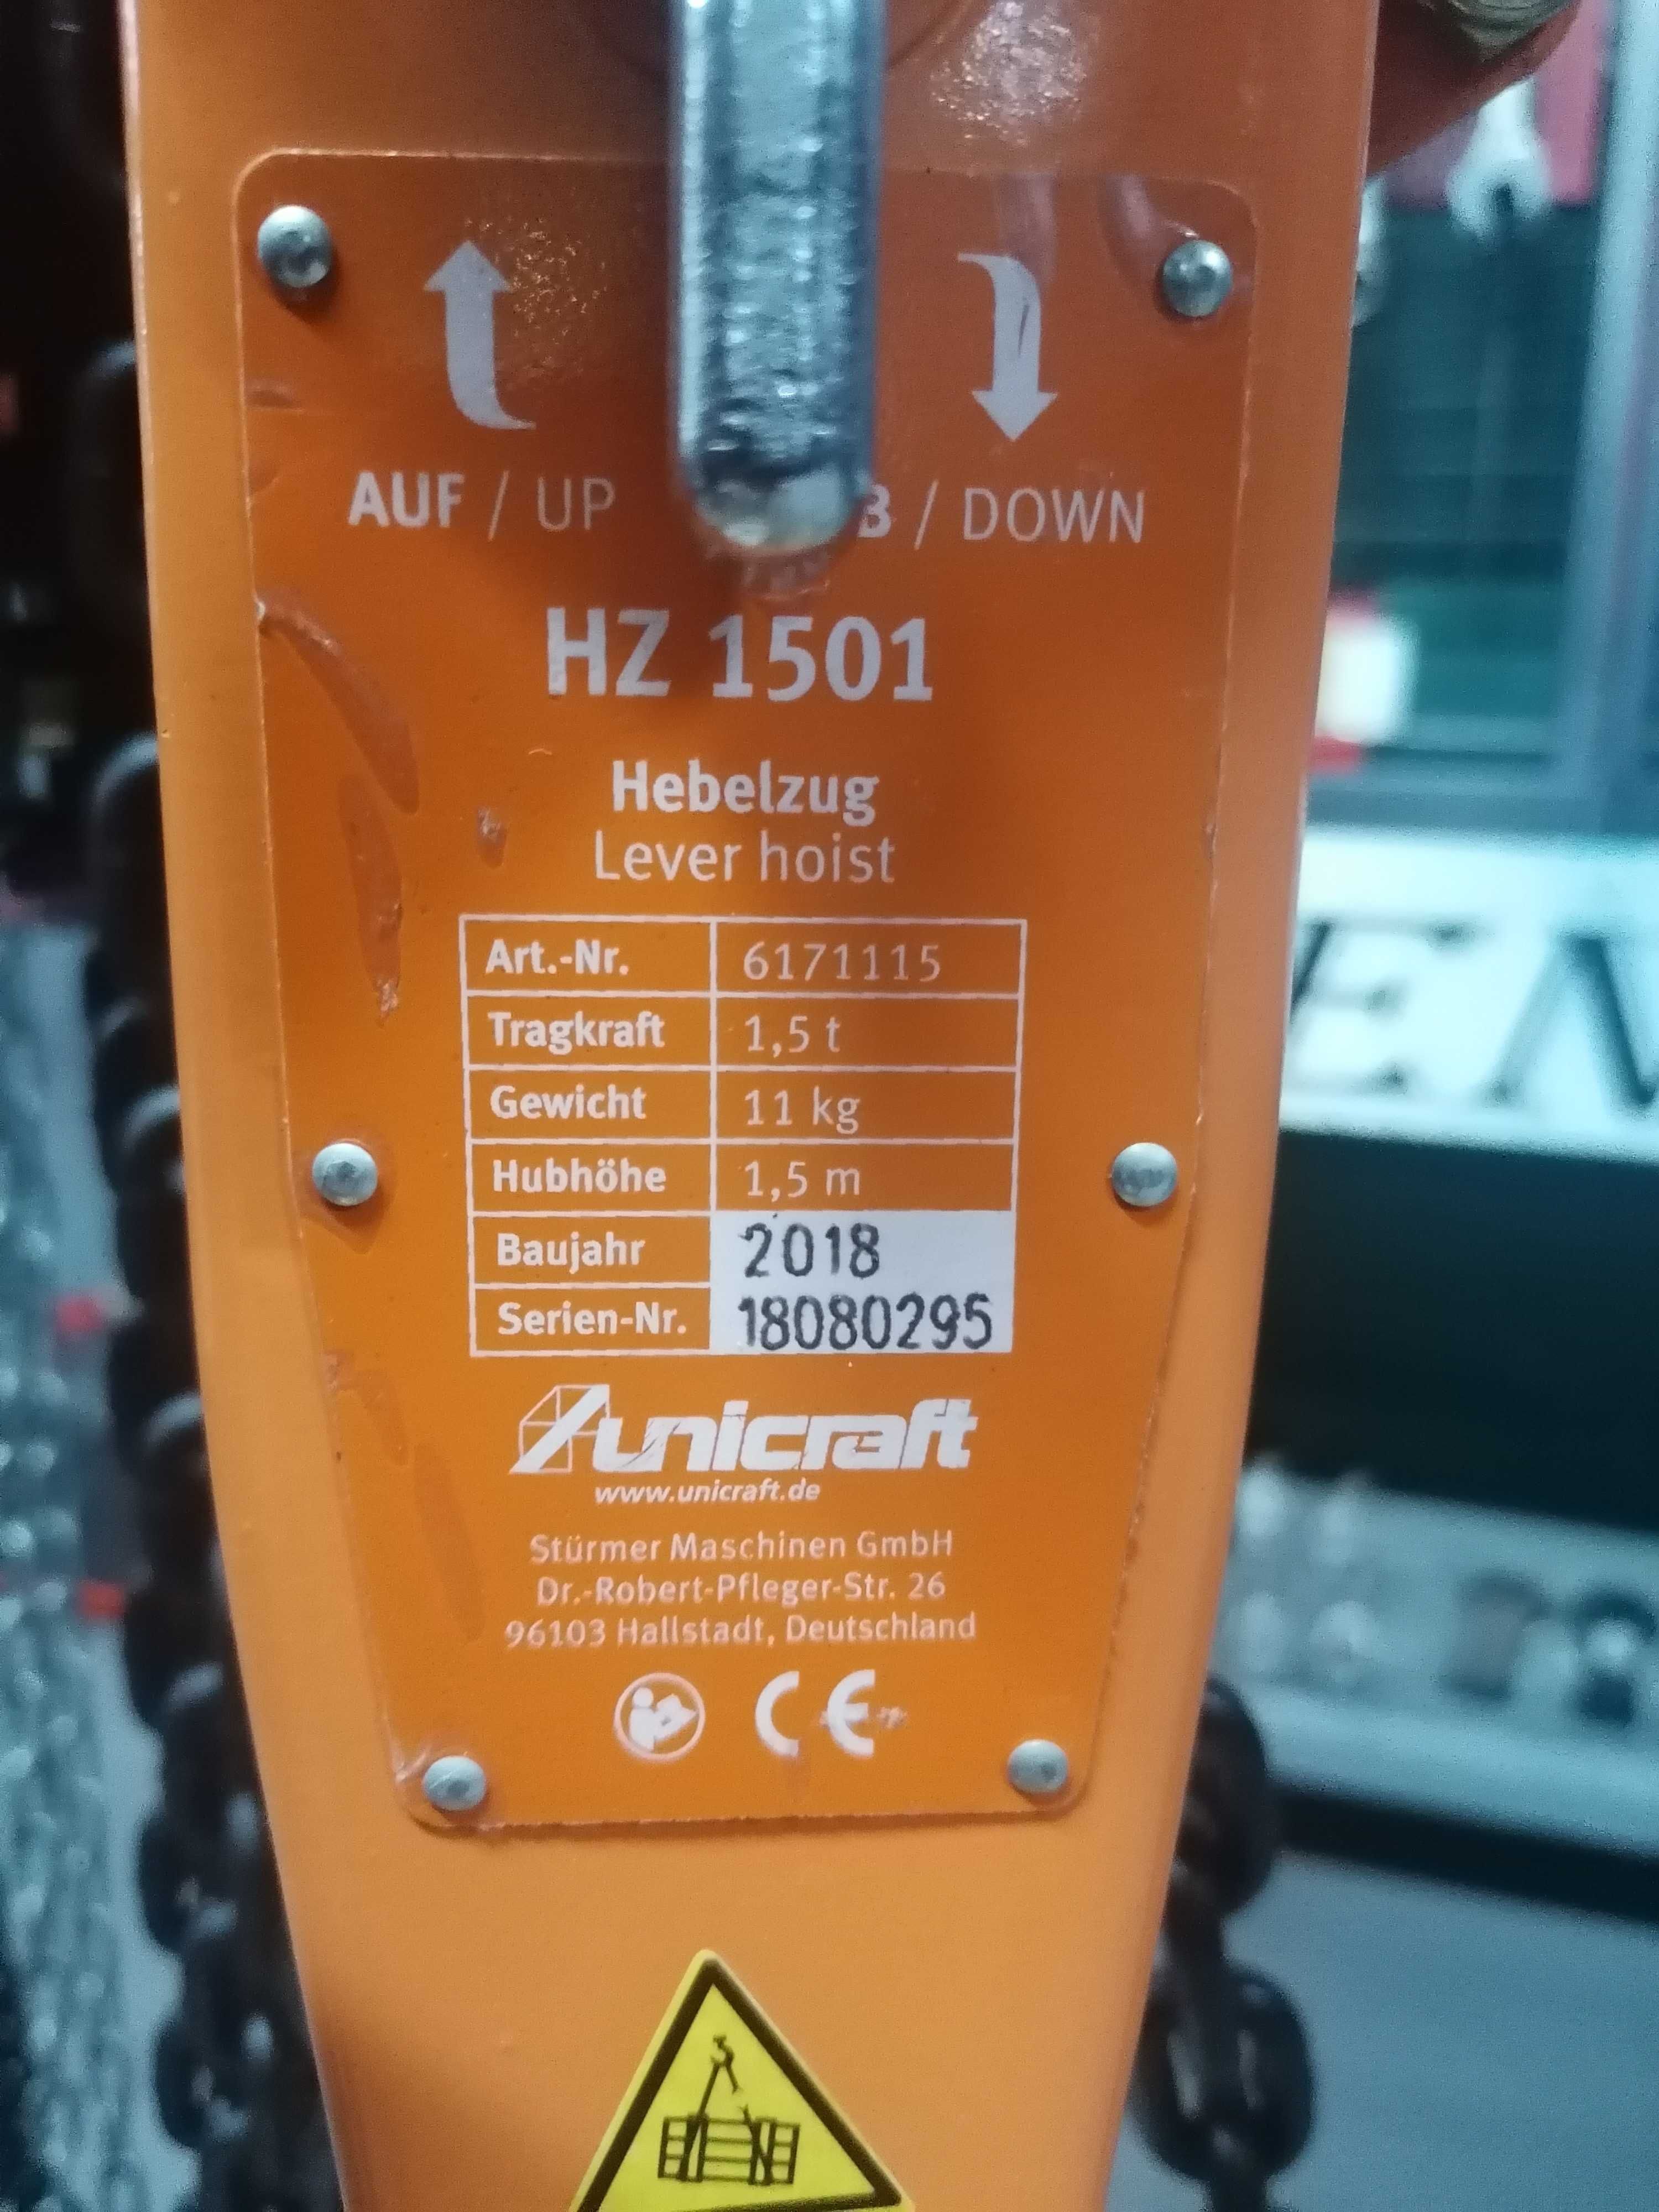 AUF / UP
B / DOWN
HZ 1501
Hebelzug
Lever hoist
Art.-Nr. 6171115
Tragkraft 1,5 t
Gewicht 11 kg
Hubhöhe 1,5 m
Baujahr 2018
Serien-Nr. 18080295
unicraft
www.unicraft.de
Stürmer Maschinen GmbH
Dr.-Robert-Pfleger-Str. 26
96103 Hallstadt, Deutschland
CE